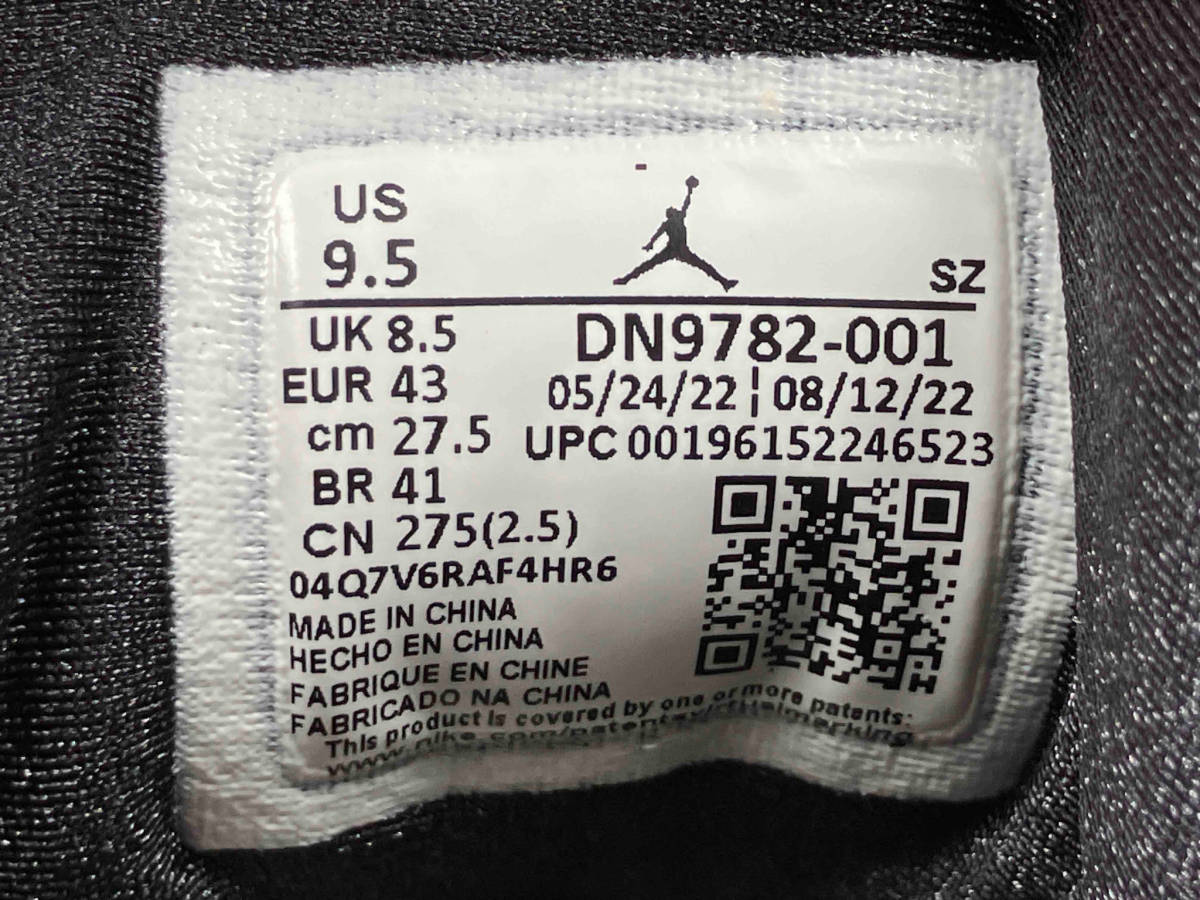 US
9.5
SZ
UK 8.5
DN9782-001
EUR 43
05/24/22 ¦ 08/12/22
cm 27.5
UPC 00196152246523
BR 41
CN 275(2.5)
04Q7V6RAF4HR6
MADE IN CHINA
HECHO EN CHINA
FABRIQUE EN CHINE
FABRICADO NA CHINA
This product is covered by one or more patents: